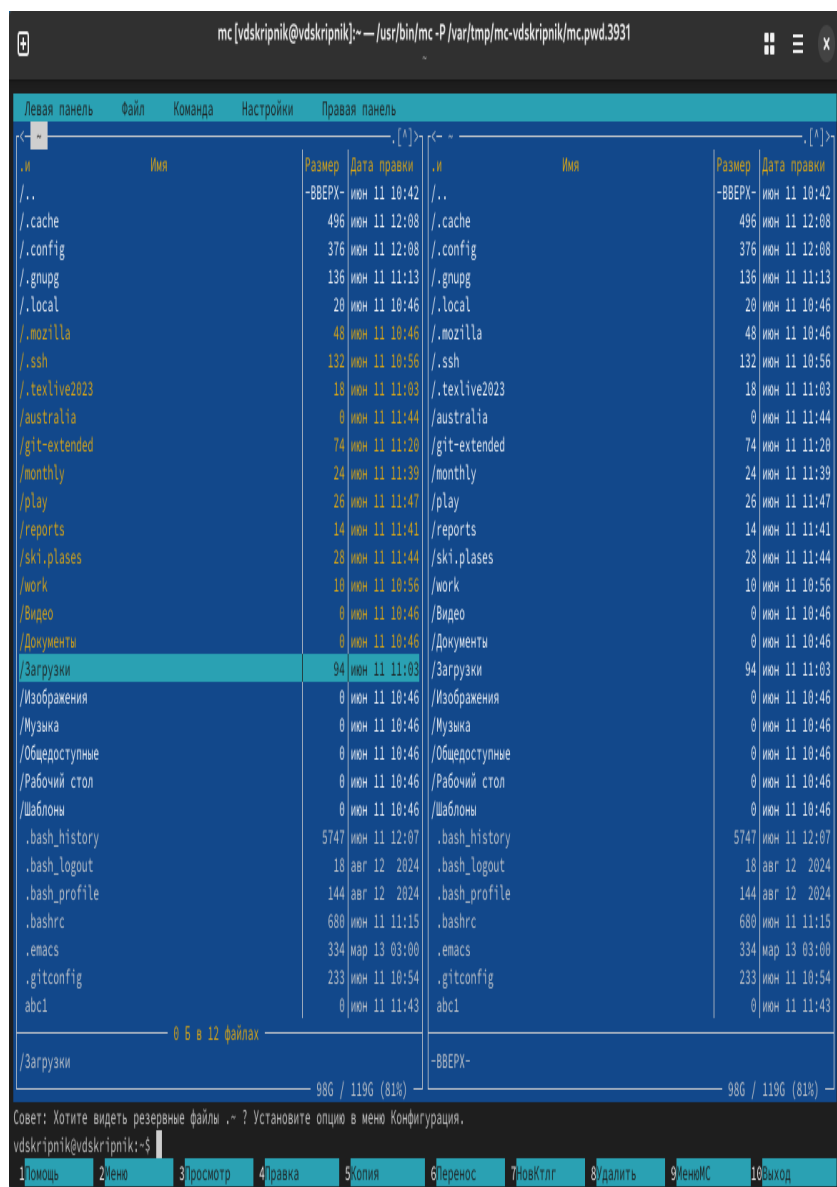 mc [vdskripnik@vdskripnik]:~ — /usr/bin/mc -P /var/tmp/mc-vdskripnik/mc.pwd.3931
~
Левая панель Файл Команда Настройки Правая панель
<- ~ .[^]> <- ~ .[^]>
.и Имя Размер Дата правки .и Имя Размер Дата правки
/.. -ВВЕРХ- июн 11 10:42 /.. -ВВЕРХ- июн 11 10:42
/.cache 496 июн 11 12:08 /.cache 496 июн 11 12:08
/.config 376 июн 11 12:08 /.config 376 июн 11 12:08
/.gnupg 136 июн 11 11:13 /.gnupg 136 июн 11 11:13
/.local 20 июн 11 10:46 /.local 20 июн 11 10:46
/.mozilla 48 июн 11 10:46 /.mozilla 48 июн 11 10:46
/.ssh 132 июн 11 10:56 /.ssh 132 июн 11 10:56
/.texlive2023 18 июн 11 11:03 /.texlive2023 18 июн 11 11:03
/australia 0 июн 11 11:44 /australia 0 июн 11 11:44
/git-extended 74 июн 11 11:20 /git-extended 74 июн 11 11:20
/monthly 24 июн 11 11:39 /monthly 24 июн 11 11:39
/play 26 июн 11 11:47 /play 26 июн 11 11:47
/reports 14 июн 11 11:41 /reports 14 июн 11 11:41
/ski.plases 28 июн 11 11:44 /ski.plases 28 июн 11 11:44
/work 10 июн 11 10:56 /work 10 июн 11 10:56
/Видео 0 июн 11 10:46 /Видео 0 июн 11 10:46
/Документы 0 июн 11 10:46 /Документы 0 июн 11 10:46
/Загрузки 94 июн 11 11:03 /Загрузки 94 июн 11 11:03
/Изображения 0 июн 11 10:46 /Изображения 0 июн 11 10:46
/Музыка 0 июн 11 10:46 /Музыка 0 июн 11 10:46
/Общедоступные 0 июн 11 10:46 /Общедоступные 0 июн 11 10:46
/Рабочий стол 0 июн 11 10:46 /Рабочий стол 0 июн 11 10:46
/Шаблоны 0 июн 11 10:46 /Шаблоны 0 июн 11 10:46
.bash_history 5747 июн 11 12:07 .bash_history 5747 июн 11 12:07
.bash_logout 18 авг 12 2024 .bash_logout 18 авг 12 2024
.bash_profile 144 авг 12 2024 .bash_profile 144 авг 12 2024
.bashrc 680 июн 11 11:15 .bashrc 680 июн 11 11:15
.emacs 334 мар 13 03:00 .emacs 334 мар 13 03:00
.gitconfig 233 июн 11 10:54 .gitconfig 233 июн 11 10:54
abc1 0 июн 11 11:43 abc1 0 июн 11 11:43
0 Б в 12 файлах
/Загрузки -ВВЕРХ-
98G / 119G (81%) 98G / 119G (81%)
Совет: Хотите видеть резервные файлы .~ ? Установите опцию в меню Конфигурация.
vdskripnik@vdskripnik:~$
1Помощь 2Меню 3Просмотр 4Правка 5Копия 6Перенос 7НовКтлг 8Удалить 9МенюМС 10Выход